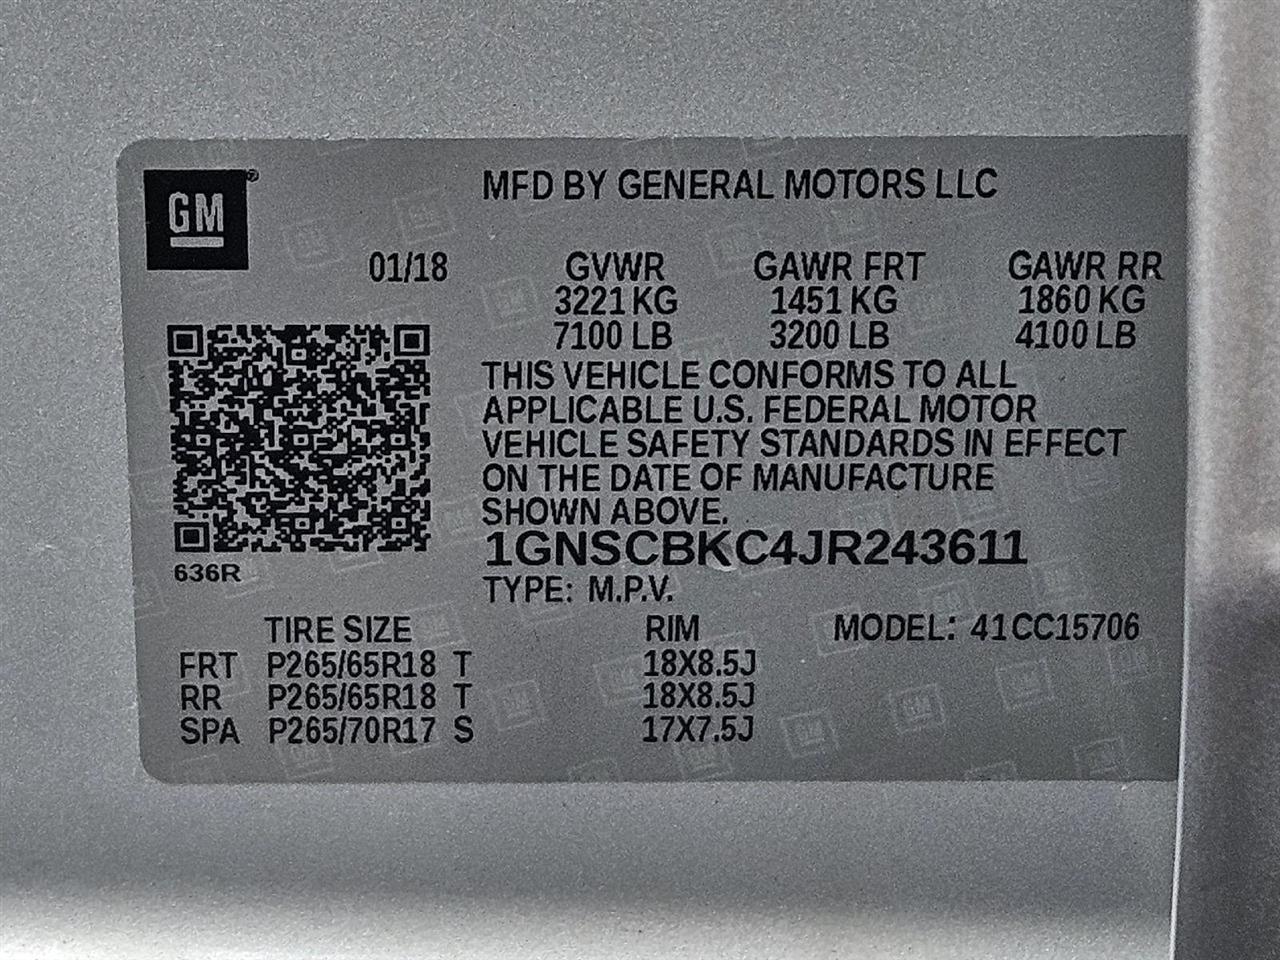 GM
MFD BY GENERAL MOTORS LLC
01/18 GVWR GAWR FRT GAWR RR
3221 KG 1451 KG 1860 KG
7100 LB 3200 LB 4100 LB
THIS VEHICLE CONFORMS TO ALL
APPLICABLE U.S. FEDERAL MOTOR
VEHICLE SAFETY STANDARDS IN EFFECT
ON THE DATE OF MANUFACTURE
SHOWN ABOVE.
1GNSCBKC4JR243611
636R
TYPE: M.P.V.
TIRE SIZE RIM MODEL: 41CC15706
FRT P265/65R18 T 18X8.5J
RR P265/65R18 T 18X8.5J
SPA P265/70R17 S 17X7.5J